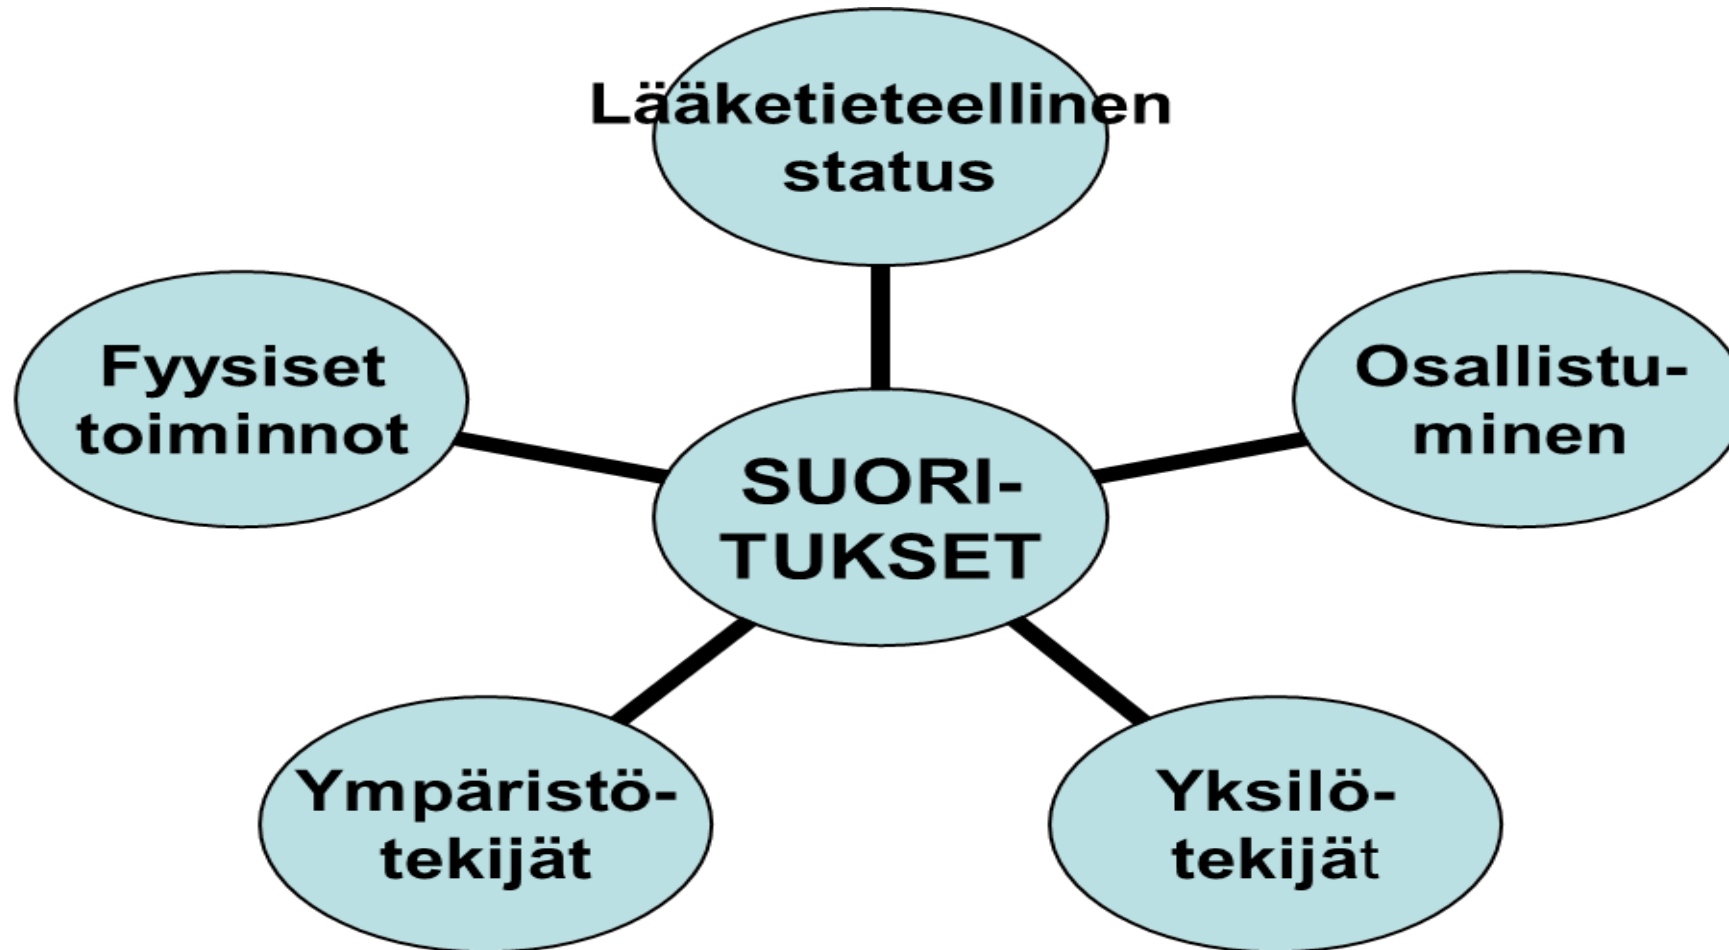 Lääketieteellinen
status
Fyysiset
toiminnot
Osallistu-
minen
SUORI-
TUKSET
Ympäristö-
tekijät
Yksilö-
tekijät